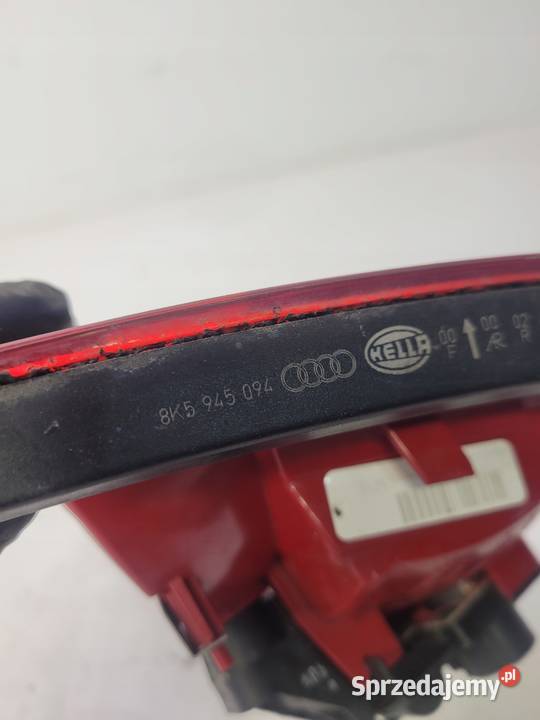 8K5 945 094 HELLA 00 00 02
F AR R
Sprzedajemy.pl